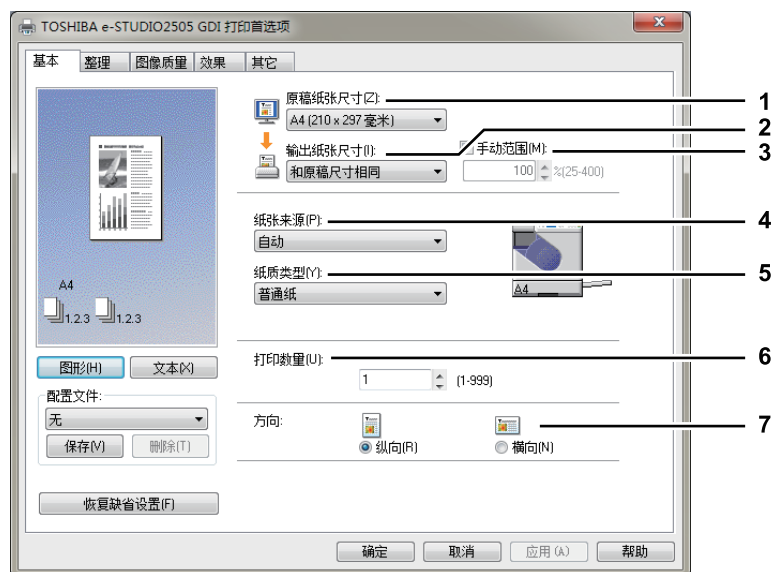 TOSHIBA e-STUDIO2505 GDI 打印首选项
基本 整理 图像质量 效果 其它
原稿纸张尺寸(Z): 1
A4 (210 x 297 毫米)
2
输出纸张尺寸(I): 手动范围(M): 3
和原稿尺寸相同 100 %(25-400)
纸张来源(P): 4
自动
纸质类型(Y): 5
普通纸 A4
A4
1.2.3 1.2.3
图形(H) 文本(X)
打印数量(U): 6
1 (1-999)
配置文件:
无
保存(V) 删除(T)
方向: 7
纵向(R) 横向(N)
恢复缺省设置(F)
确定 取消 应用(A) 帮助